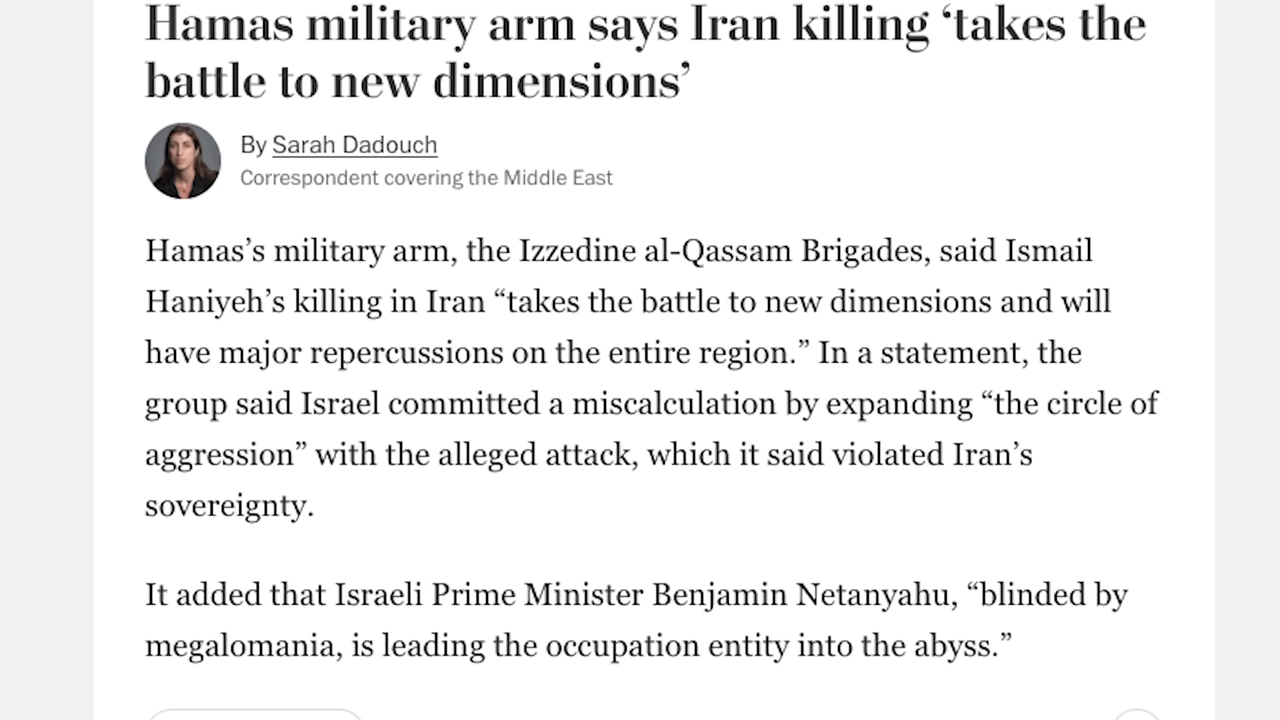 Hamas military arm says Iran killing ‘takes the
battle to new dimensions’
By Sarah Dadouch
Correspondent covering the Middle East
Hamas’s military arm, the Izzedine al-Qassam Brigades, said Ismail
Haniyeh’s killing in Iran “takes the battle to new dimensions and will
have major repercussions on the entire region.” In a statement, the
group said Israel committed a miscalculation by expanding “the circle of
aggression” with the alleged attack, which it said violated Iran’s
sovereignty.
It added that Israeli Prime Minister Benjamin Netanyahu, “blinded by
megalomania, is leading the occupation entity into the abyss.”